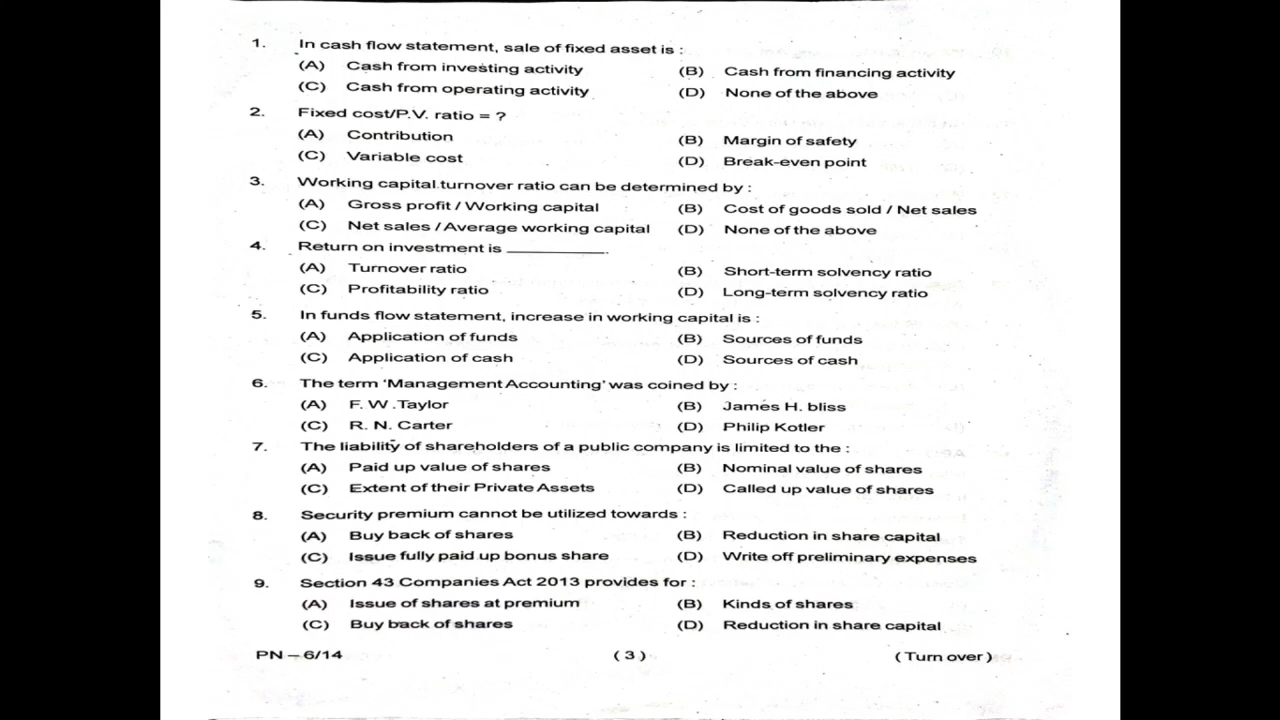 1. In cash flow statement, sale of fixed asset is :
(A) Cash from investing activity (B) Cash from financing activity
(C) Cash from operating activity (D) None of the above
2. Fixed cost/P.V. ratio = ?
(A) Contribution (B) Margin of safety
(C) Variable cost (D) Break-even point
3. Working capital turnover ratio can be determined by :
(A) Gross profit / Working capital (B) Cost of goods sold / Net sales
(C) Net sales / Average working capital (D) None of the above
4. Return on investment is __________.
(A) Turnover ratio (B) Short-term solvency ratio
(C) Profitability ratio (D) Long-term solvency ratio
5. In funds flow statement, increase in working capital is :
(A) Application of funds (B) Sources of funds
(C) Application of cash (D) Sources of cash
6. The term ‘Management Accounting’ was coined by :
(A) F. W .Taylor (B) James H. bliss
(C) R. N. Carter (D) Philip Kotler
7. The liability of shareholders of a public company is limited to the :
(A) Paid up value of shares (B) Nominal value of shares
(C) Extent of their Private Assets (D) Called up value of shares
8. Security premium cannot be utilized towards :
(A) Buy back of shares (B) Reduction in share capital
(C) Issue fully paid up bonus share (D) Write off preliminary expenses
9. Section 43 Companies Act 2013 provides for :
(A) Issue of shares at premium (B) Kinds of shares
(C) Buy back of shares (D) Reduction in share capital
PN – 6/14 ( 3 ) ( Turn over )